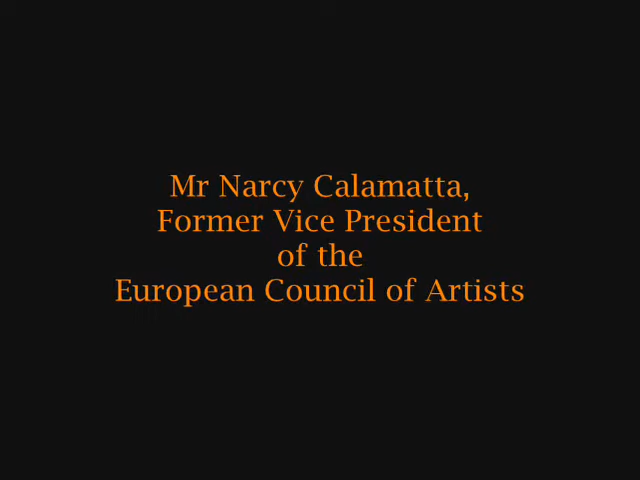 Mr Narcy Calamatta,
Former Vice President
of the
European Council of Artists